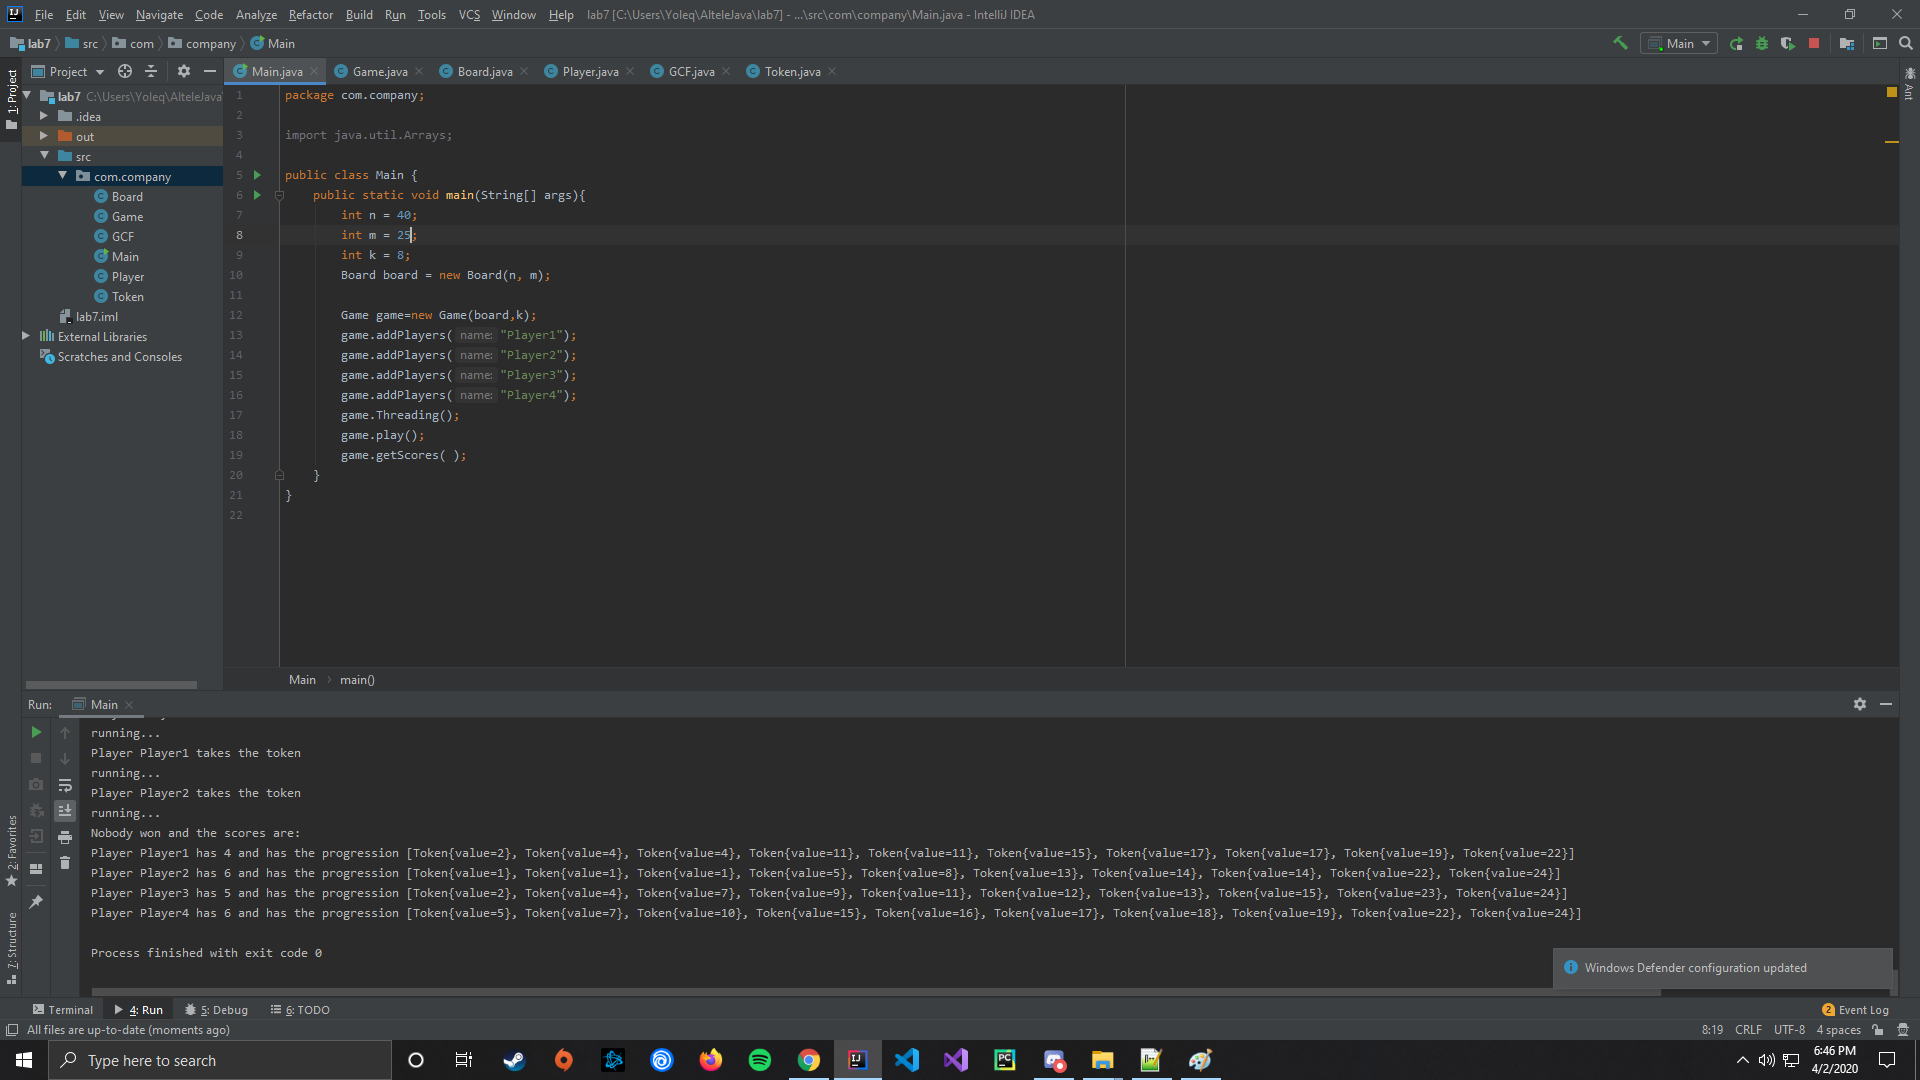 File Edit View Navigate Code Analyze Refactor Build Run Tools VCS Window Help lab7 [C:\Users\Yoleq\AlteleJava\lab7] - ...\src\com\company\Main.java - IntelliJ IDEA
lab7 src com company Main
Main
1: Project
Project
Main.java Game.java Board.java Player.java GCF.java Token.java
Ant
lab7 C:\Users\Yoleq\AlteleJava
.idea
out
src
com.company
Board
Game
GCF
Main
Player
Token
lab7.iml
External Libraries
Scratches and Consoles
1 package com.company;
2
3 import java.util.Arrays;
4
5 public class Main {
6 public static void main(String[] args){
7 int n = 40;
8 int m = 25;
9 int k = 8;
10 Board board = new Board(n, m);
11
12 Game game=new Game(board,k);
13 game.addPlayers( name: "Player1");
14 game.addPlayers( name: "Player2");
15 game.addPlayers( name: "Player3");
16 game.addPlayers( name: "Player4");
17 game.Threading();
18 game.play();
19 game.getScores( );
20 }
21 }
22
Main main()
Run: Main
running...
Player Player1 takes the token
running...
Player Player2 takes the token
running...
Nobody won and the scores are:
Player Player1 has 4 and has the progression [Token{value=2}, Token{value=4}, Token{value=4}, Token{value=11}, Token{value=11}, Token{value=15}, Token{value=17}, Token{value=17}, Token{value=19}, Token{value=22}]
Player Player2 has 6 and has the progression [Token{value=1}, Token{value=1}, Token{value=1}, Token{value=5}, Token{value=8}, Token{value=13}, Token{value=14}, Token{value=14}, Token{value=22}, Token{value=24}]
Player Player3 has 5 and has the progression [Token{value=2}, Token{value=4}, Token{value=7}, Token{value=9}, Token{value=11}, Token{value=12}, Token{value=13}, Token{value=15}, Token{value=23}, Token{value=24}]
Player Player4 has 6 and has the progression [Token{value=5}, Token{value=7}, Token{value=10}, Token{value=15}, Token{value=16}, Token{value=17}, Token{value=18}, Token{value=19}, Token{value=22}, Token{value=24}]
Process finished with exit code 0
2: Favorites
7: Structure
Windows Defender configuration updated
Terminal 4: Run 5: Debug 6: TODO
2 Event Log
All files are up-to-date (moments ago)
8:19 CRLF UTF-8 4 spaces
Type here to search
6:46 PM
4/2/2020